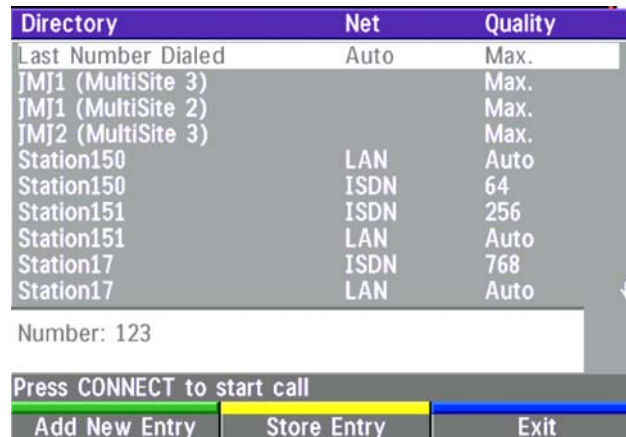 Directory Net Quality
Last Number Dialed Auto Max.
JMJ1 (MultiSite 3) Max.
JMJ1 (MultiSite 2) Max.
JMJ2 (MultiSite 3) Max.
Station150 LAN Auto
Station150 ISDN 64
Station151 ISDN 256
Station151 LAN Auto
Station17 ISDN 768
Station17 LAN Auto
Number: 123
Press CONNECT to start call
Add New Entry Store Entry Exit